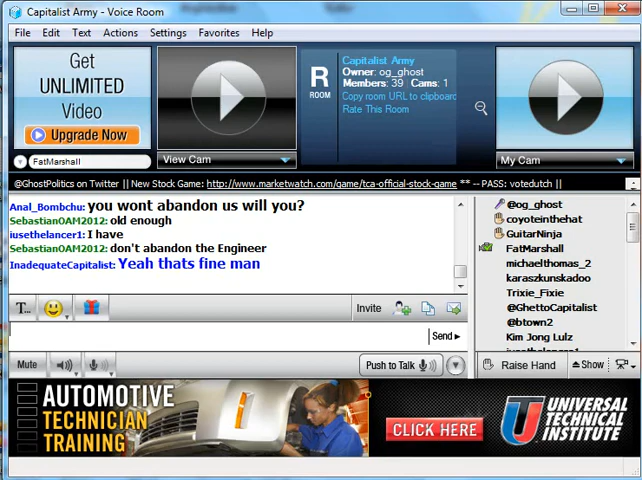 Capitalist Army - Voice Room
File Edit Text Actions Settings Favorites Help
Get
UNLIMITED
Video
Upgrade Now
FatMarshall
View Cam
R
ROOM
Capitalist Army
Owner: og_ghost
Members: 39 Cams: 1
Copy room URL to clipboard
Rate This Room
My Cam
@GhostPolitics on Twitter || New Stock Game: http://www.marketwatch.com/game/tca-official-stock-game ** -- PASS: votedutch ||
Anal_Bombchu: you wont abandon us will you?
SebastianOAM2012: old enough
iusethelancer1: I have
SebastianOAM2012: don't abandon the Engineer
InadequateCapitalist: Yeah thats fine man
@og_ghost
coyoteinthehat
GuitarNinja
FatMarshall
michaelthomas_2
karaszkunskadoo
Trixie_Fixie
@GhettoCapitalist
@btown2
Kim Jong Lulz
iusethelancer1
T...
Invite
Send
Mute
Push to Talk
Raise Hand
Show
AUTOMOTIVE
TECHNICIAN
TRAINING
CLICK HERE
UNIVERSAL
TECHNICAL
INSTITUTE